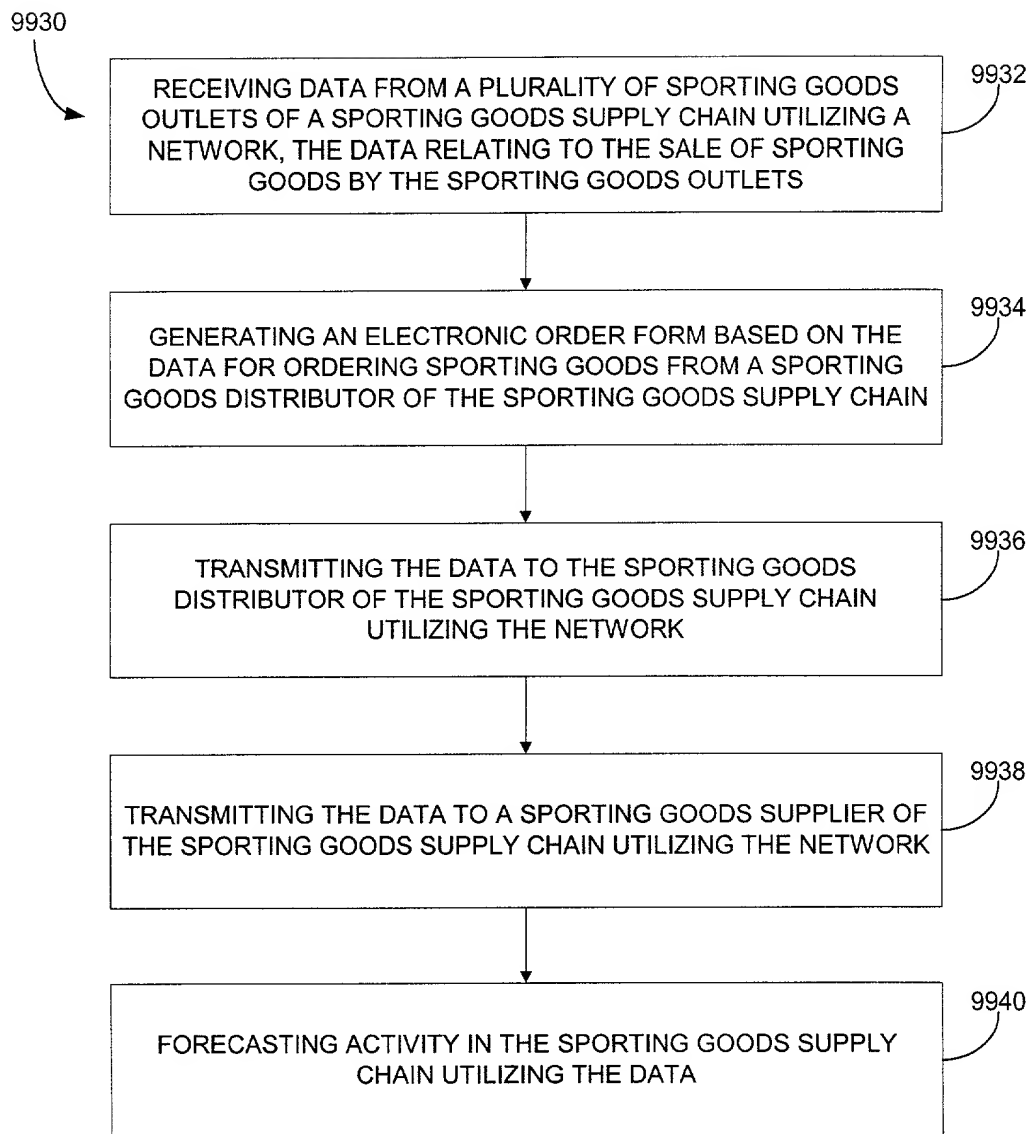 9930
RECEIVING DATA FROM A PLURALITY OF SPORTING GOODS
OUTLETS OF A SPORTING GOODS SUPPLY CHAIN UTILIZING A
NETWORK, THE DATA RELATING TO THE SALE OF SPORTING
GOODS BY THE SPORTING GOODS OUTLETS
9932
GENERATING AN ELECTRONIC ORDER FORM BASED ON THE
DATA FOR ORDERING SPORTING GOODS FROM A SPORTING
GOODS DISTRIBUTOR OF THE SPORTING GOODS SUPPLY CHAIN
9934
TRANSMITTING THE DATA TO THE SPORTING GOODS
DISTRIBUTOR OF THE SPORTING GOODS SUPPLY CHAIN
UTILIZING THE NETWORK
9936
TRANSMITTING THE DATA TO A SPORTING GOODS SUPPLIER OF
THE SPORTING GOODS SUPPLY CHAIN UTILIZING THE NETWORK
9938
FORECASTING ACTIVITY IN THE SPORTING GOODS SUPPLY
CHAIN UTILIZING THE DATA
9940